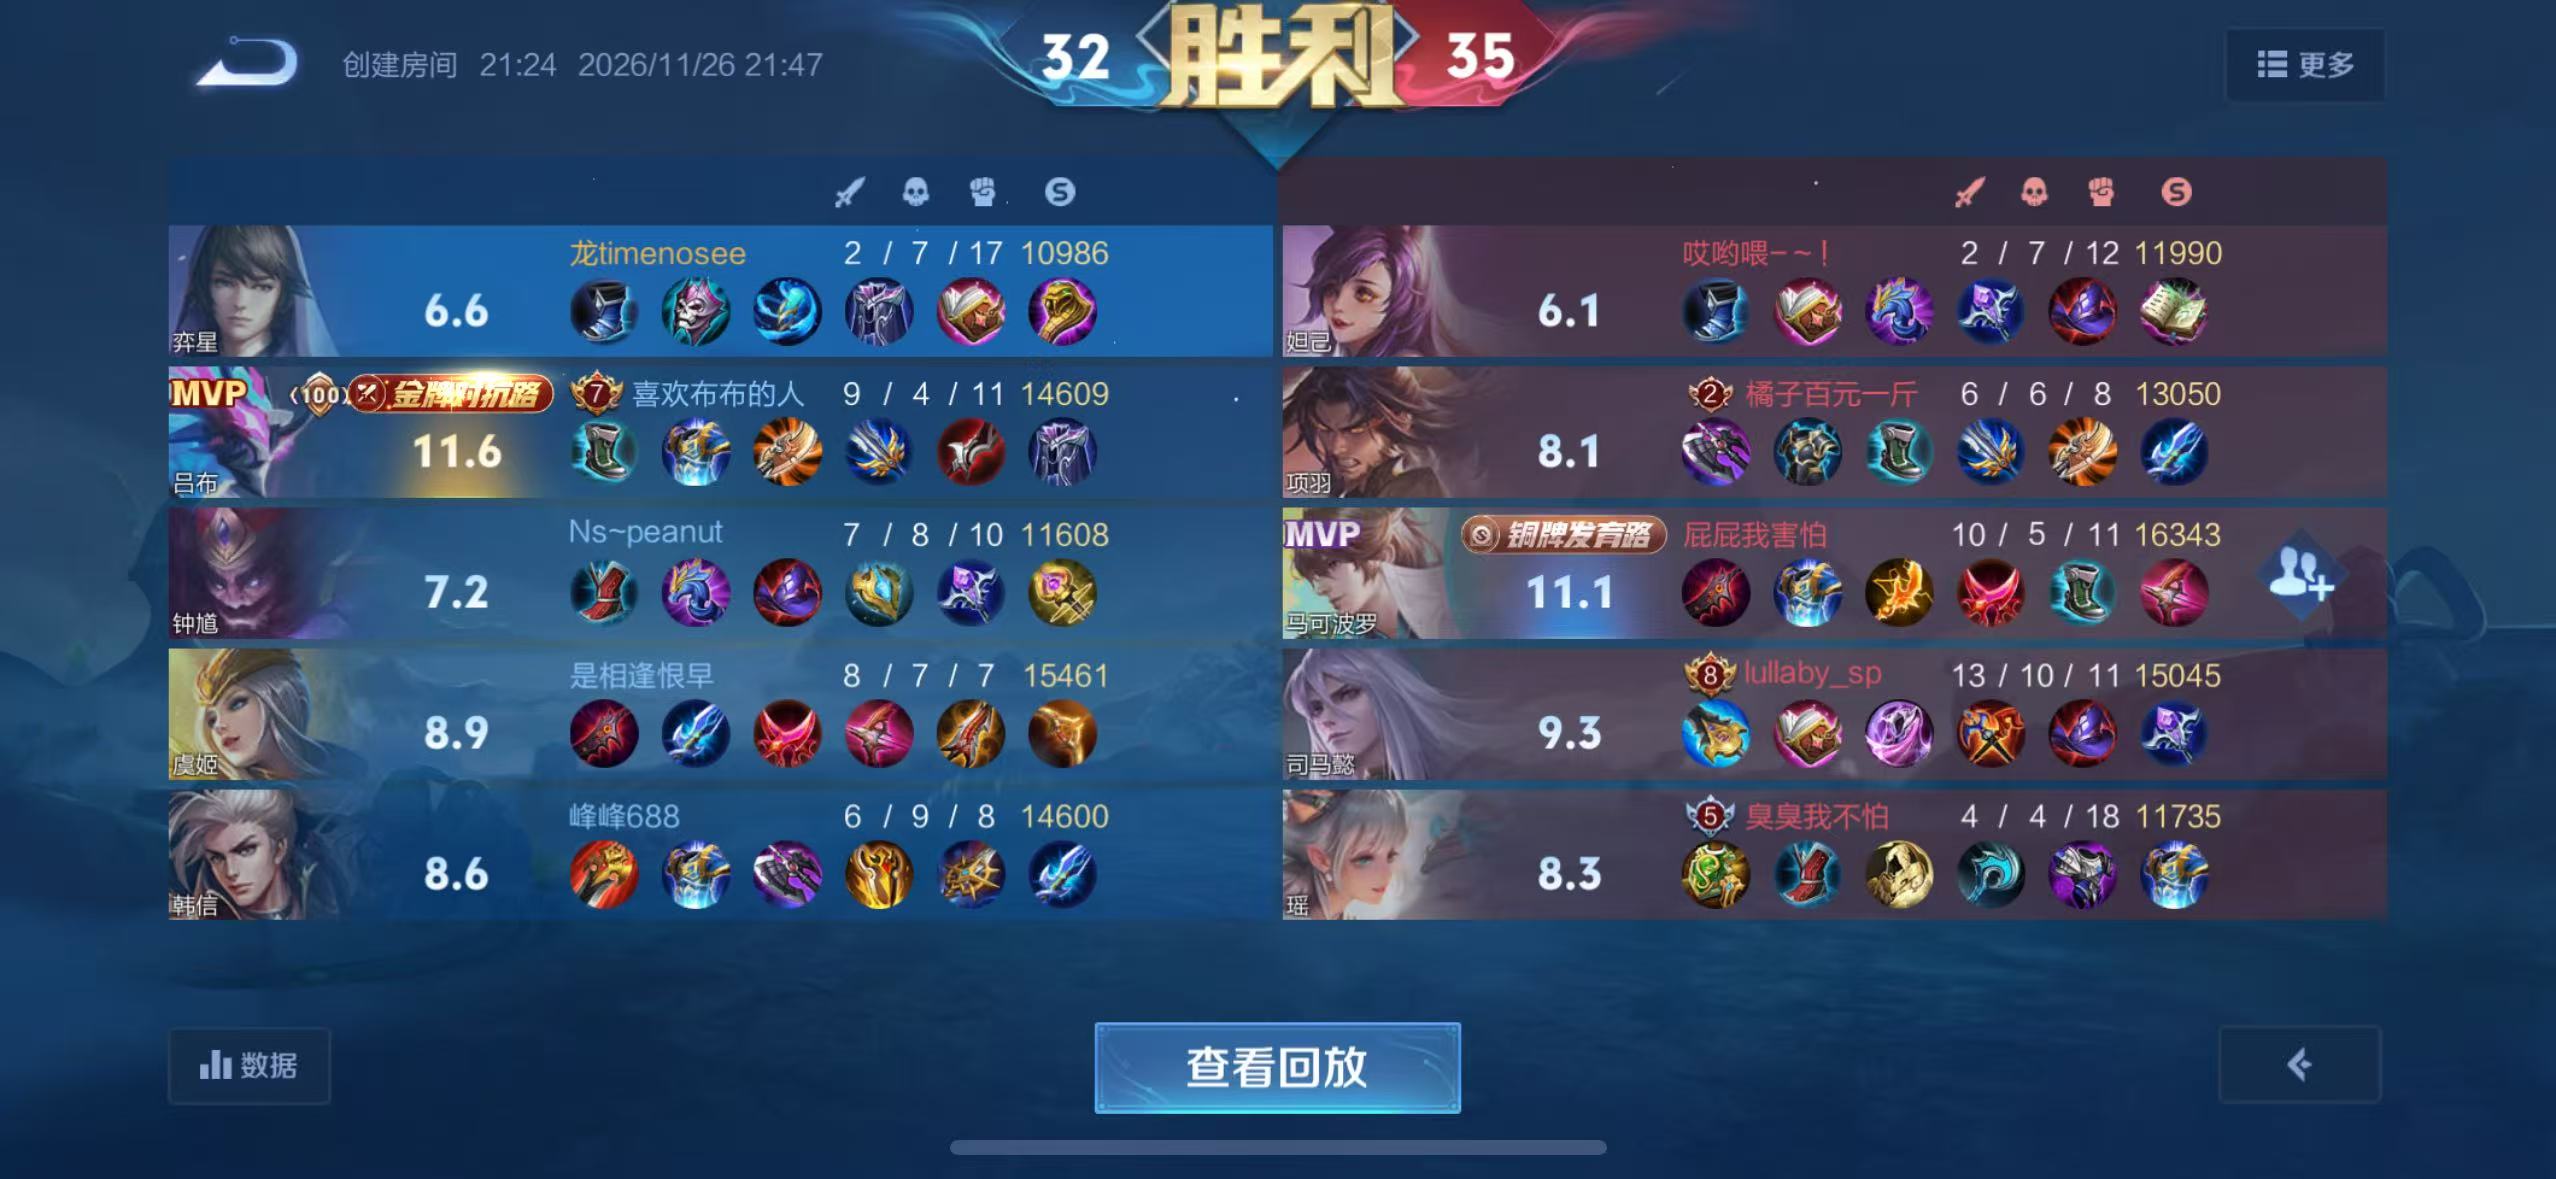 创建房间 21:24 2026/11/26 21:47
32 胜利 35
更多
龙timenosee 2 / 7 / 17 10986
6.6
弈星
MVP (100) 金牌对抗路 7 喜欢布布的人 9 / 4 / 11 14609
11.6
吕布
Ns~peanut 7 / 8 / 10 11608
7.2
钟馗
是相逢恨早 8 / 7 / 7 15461
8.9
虞姬
峰峰688 6 / 9 / 8 14600
8.6
韩信
哎哟喂−~！ 2 / 7 / 12 11990
6.1
妲己
2 橘子百元一斤 6 / 6 / 8 13050
8.1
项羽
MVP 铜牌发育路 屁屁我害怕 10 / 5 / 11 16343
11.1
马可波罗
8 lullaby_sp 13 / 10 / 11 15045
9.3
司马懿
5 臭臭我不怕 4 / 4 / 18 11735
8.3
瑶
数据
查看回放